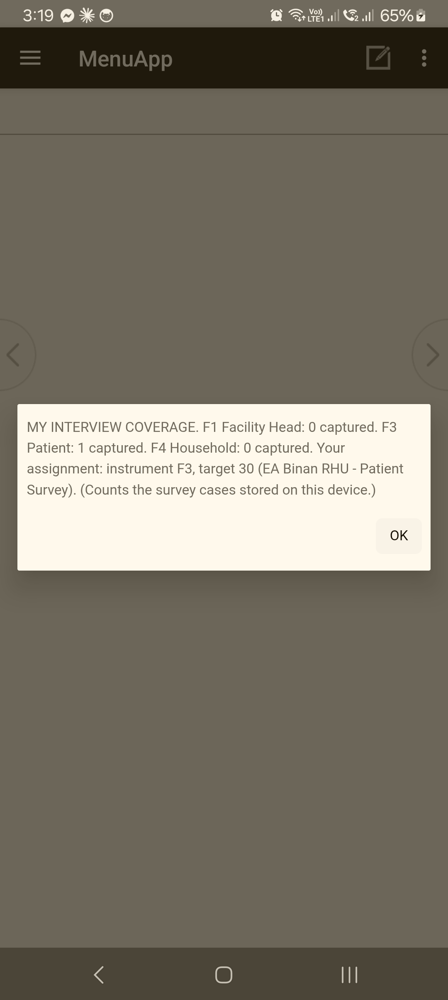 3:19
Vo)) LTE1
2
65%
MenuApp
MY INTERVIEW COVERAGE. F1 Facility Head: 0 captured. F3
Patient: 1 captured. F4 Household: 0 captured. Your
assignment: instrument F3, target 30 (EA Binan RHU - Patient
Survey). (Counts the survey cases stored on this device.)
OK